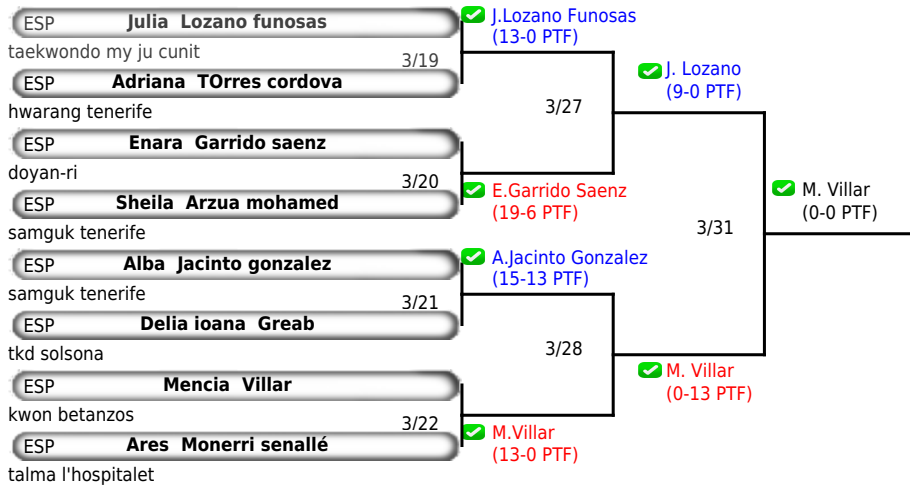 ESP Julia Lozano funosas
taekwondo my ju cunit
3/19
ESP Adriana TOrres cordova
hwarang tenerife
ESP Enara Garrido saenz
doyan-ri
3/20
ESP Sheila Arzua mohamed
samguk tenerife
ESP Alba Jacinto gonzalez
samguk tenerife
3/21
ESP Delia ioana Greab
tkd solsona
ESP Mencia Villar
kwon betanzos
3/22
ESP Ares Monerri senallé
talma l'hospitalet
J.Lozano Funosas
(13-0 PTF)
3/27
E.Garrido Saenz
(19-6 PTF)
A.Jacinto Gonzalez
(15-13 PTF)
3/28
M.Villar
(13-0 PTF)
J. Lozano
(9-0 PTF)
3/31
M. Villar
(0-13 PTF)
M. Villar
(0-0 PTF)